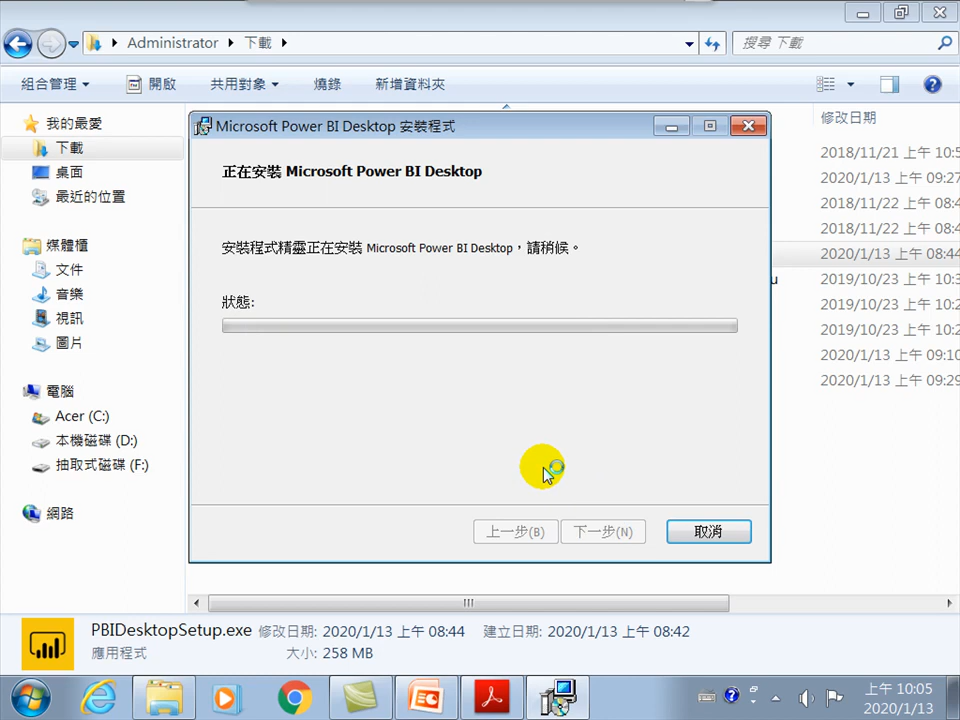 Administrator ▸ 下載 ▸
搜尋 下載
組合管理 開啟 共用對象 燒錄 新增資料夾
我的最愛
下載
桌面
最近的位置
媒體櫃
文件
音樂
視訊
圖片
電腦
Acer (C:)
本機磁碟 (D:)
抽取式磁碟 (F:)
網路
Microsoft Power BI Desktop 安裝程式
正在安裝 Microsoft Power BI Desktop
安裝程式精靈正在安裝 Microsoft Power BI Desktop，請稍候。
狀態:
上一步(B) 下一步(N) 取消
修改日期
2018/11/21 上午 10:5
2020/1/13 上午 09:27
2018/11/22 上午 08:4
2018/11/22 上午 08:4
2020/1/13 上午 08:44
2019/10/23 上午 10:3
2019/10/23 上午 10:2
2019/10/23 上午 10:2
2020/1/13 上午 09:10
2020/1/13 上午 09:29
PBIDesktopSetup.exe 修改日期: 2020/1/13 上午 08:44 建立日期: 2020/1/13 上午 08:42
應用程式 大小: 258 MB
上午 10:05
2020/1/13